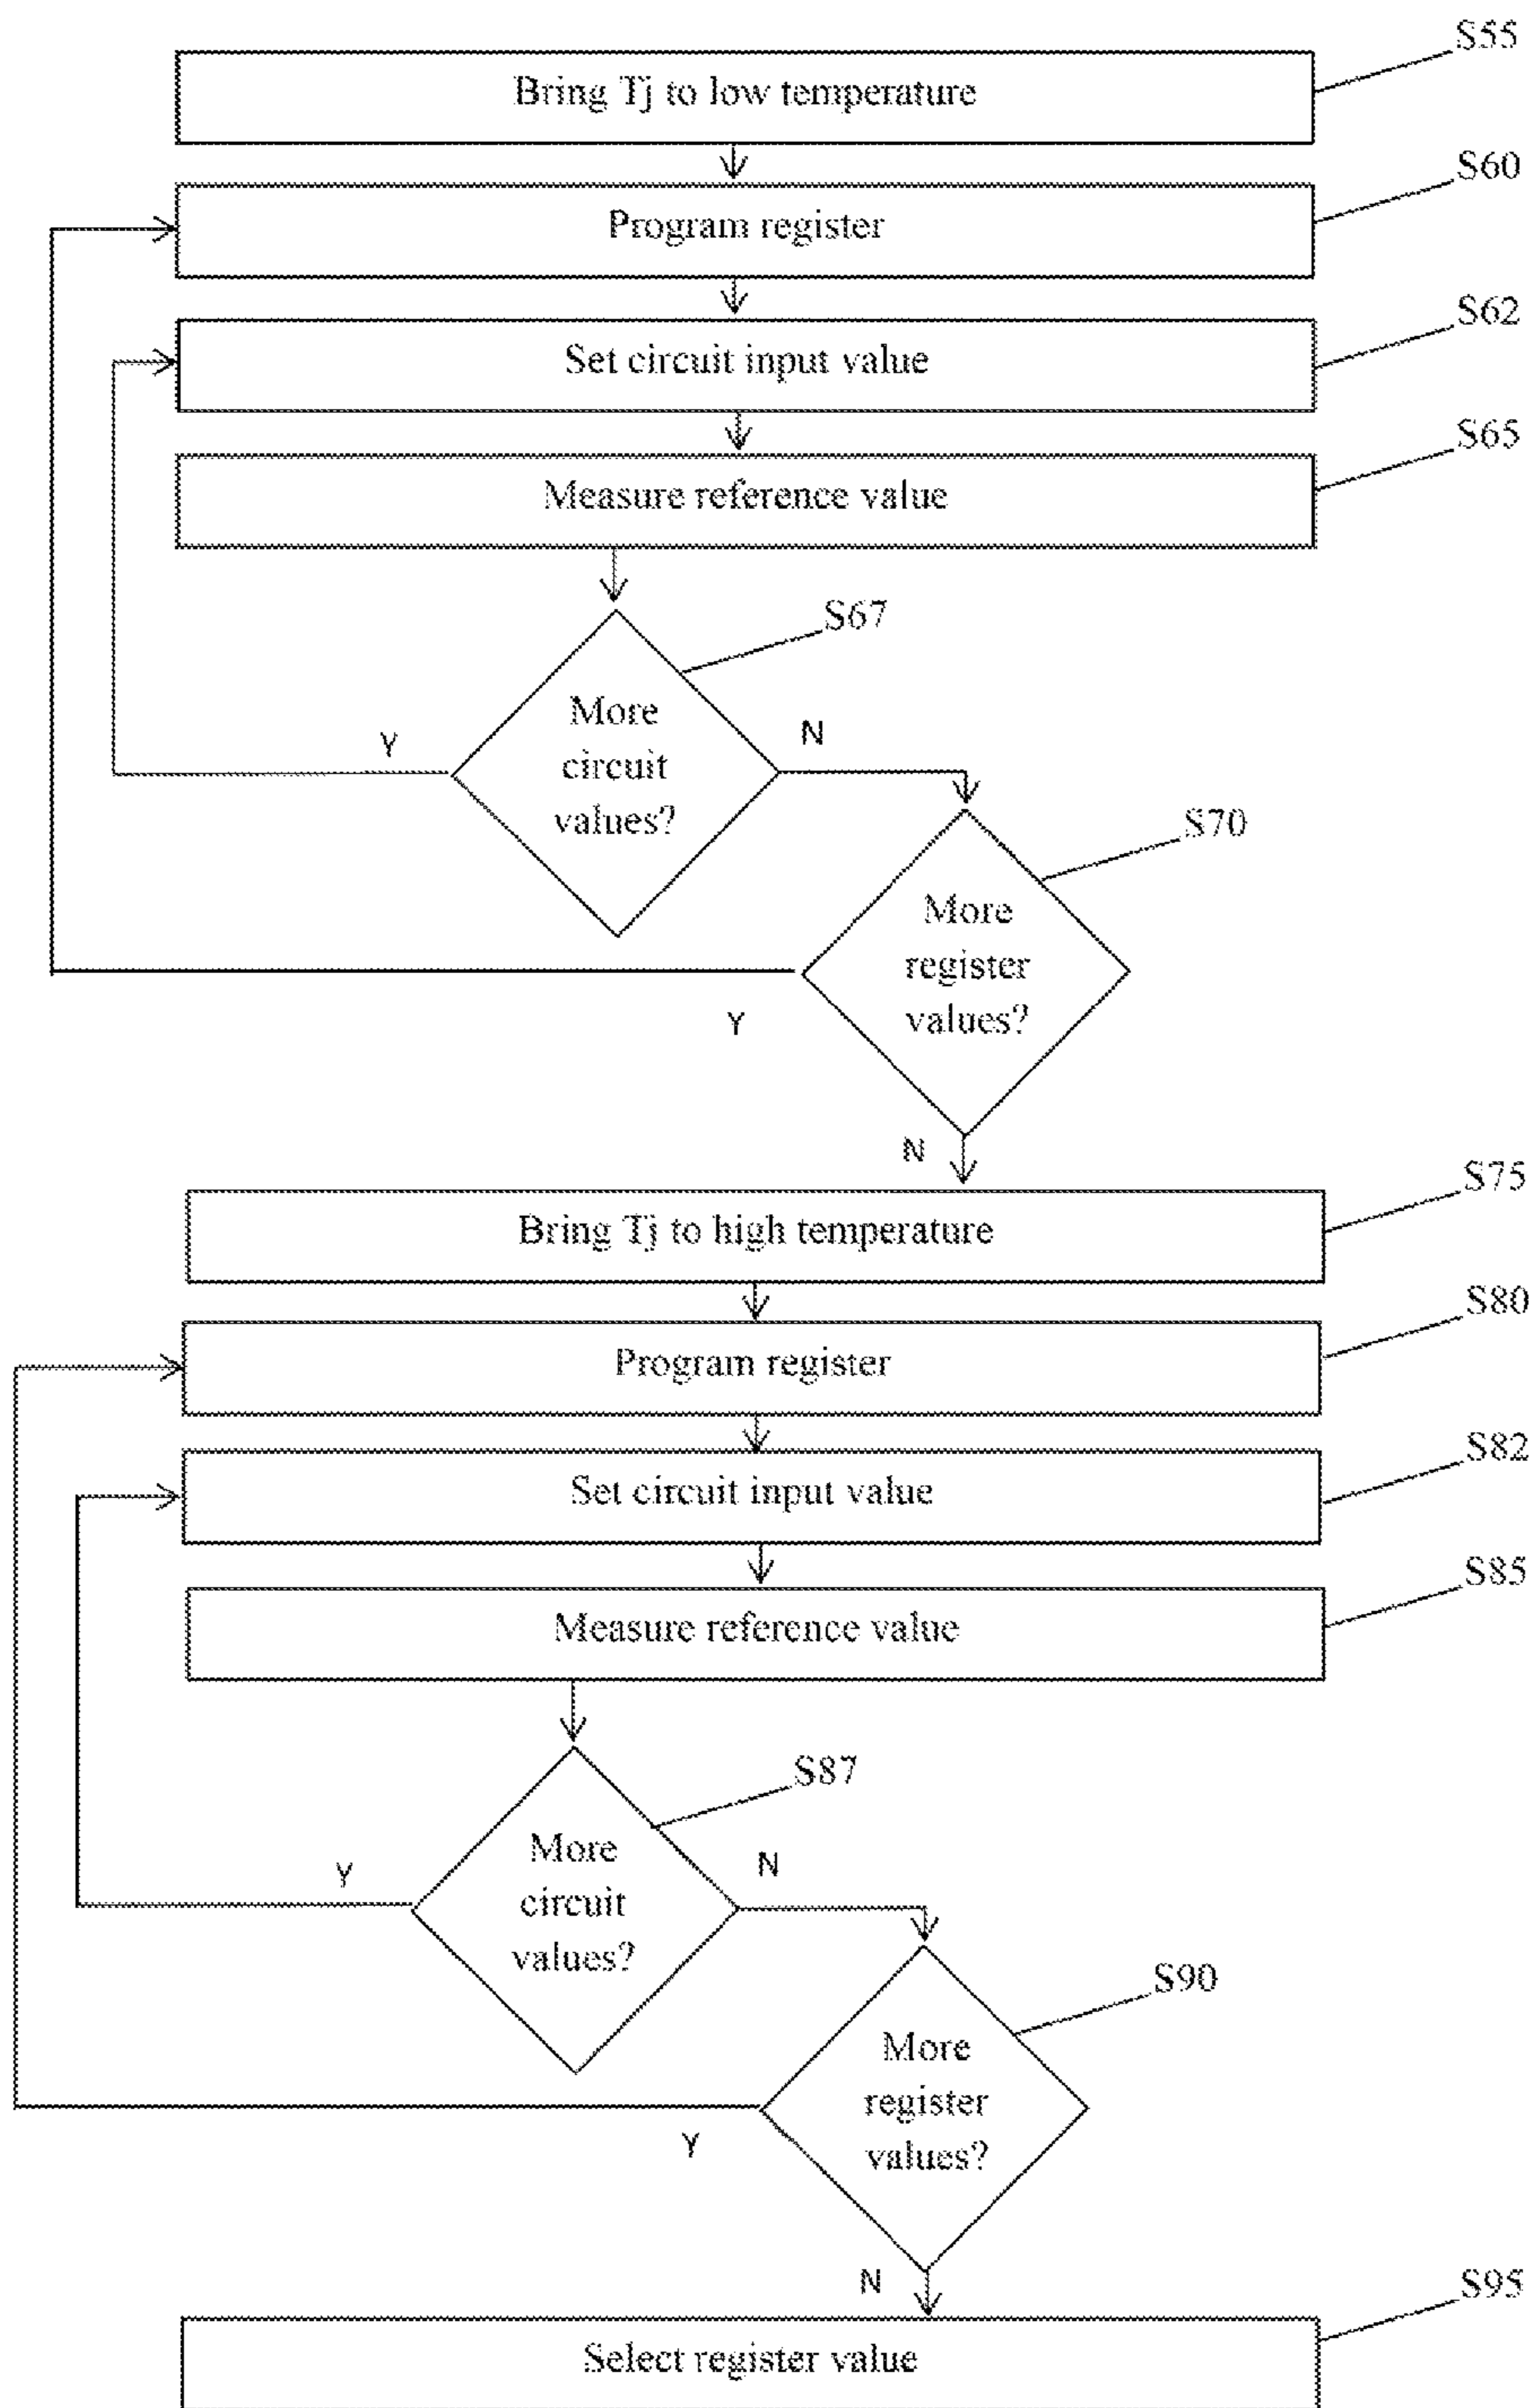 S55
Bring Tj to low temperature
S60
Program register
S62
Set circuit input value
S65
Measure reference value
S67
More
circuit
values?
Y
N
S70
More
register
values?
Y
N
S75
Bring Tj to high temperature
S80
Program register
S82
Set circuit input value
S85
Measure reference value
S87
More
circuit
values?
Y
N
S90
More
register
values?
Y
N
S95
Select register value